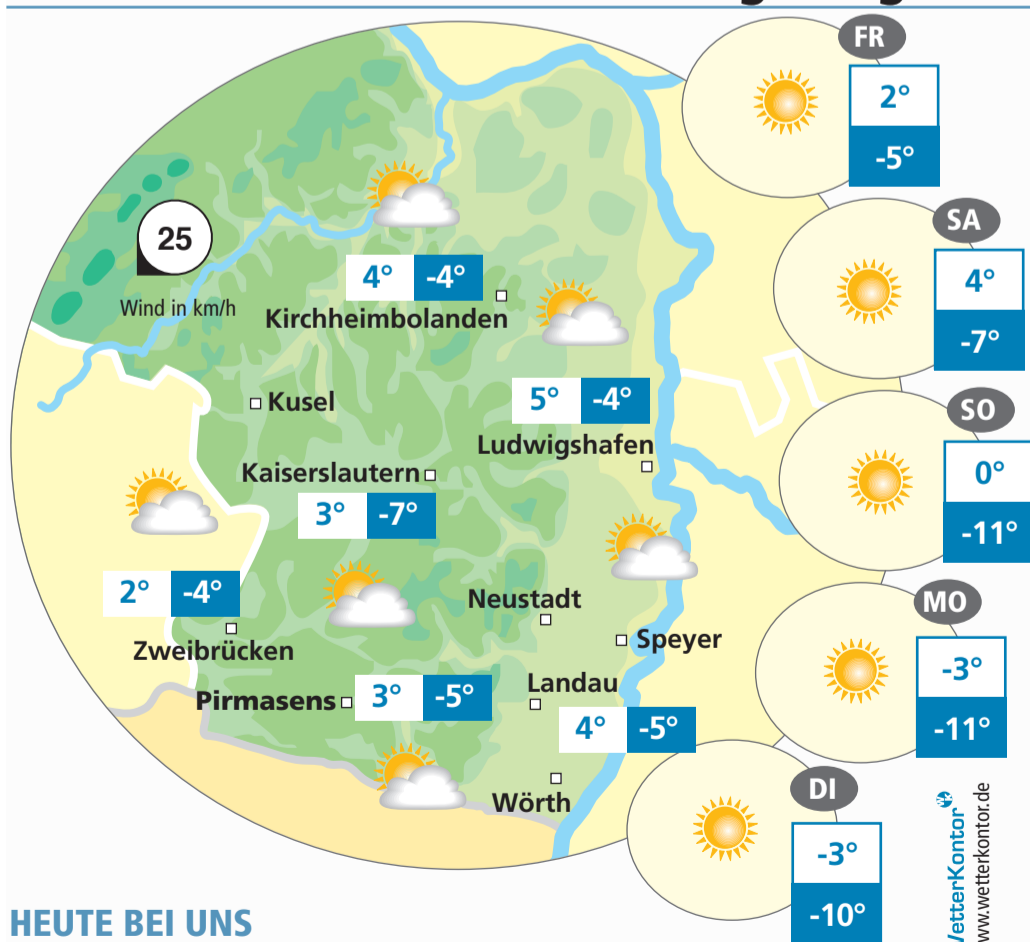 FR
2°
-5°
SA
4°
-7°
SO
0°
-11°
MO
-3°
-11°
DI
-3°
-10°
25
Wind in km/h
4° -4°
Kirchheimbolanden
5° -4°
Ludwigshafen
Kusel
Kaiserslautern
3° -7°
2° -4°
Zweibrücken
Neustadt
Speyer
Pirmasens 3° -5°
Landau
4° -5°
Wörth
HEUTE BEI UNS
WetterKontor
www.wetterkontor.de